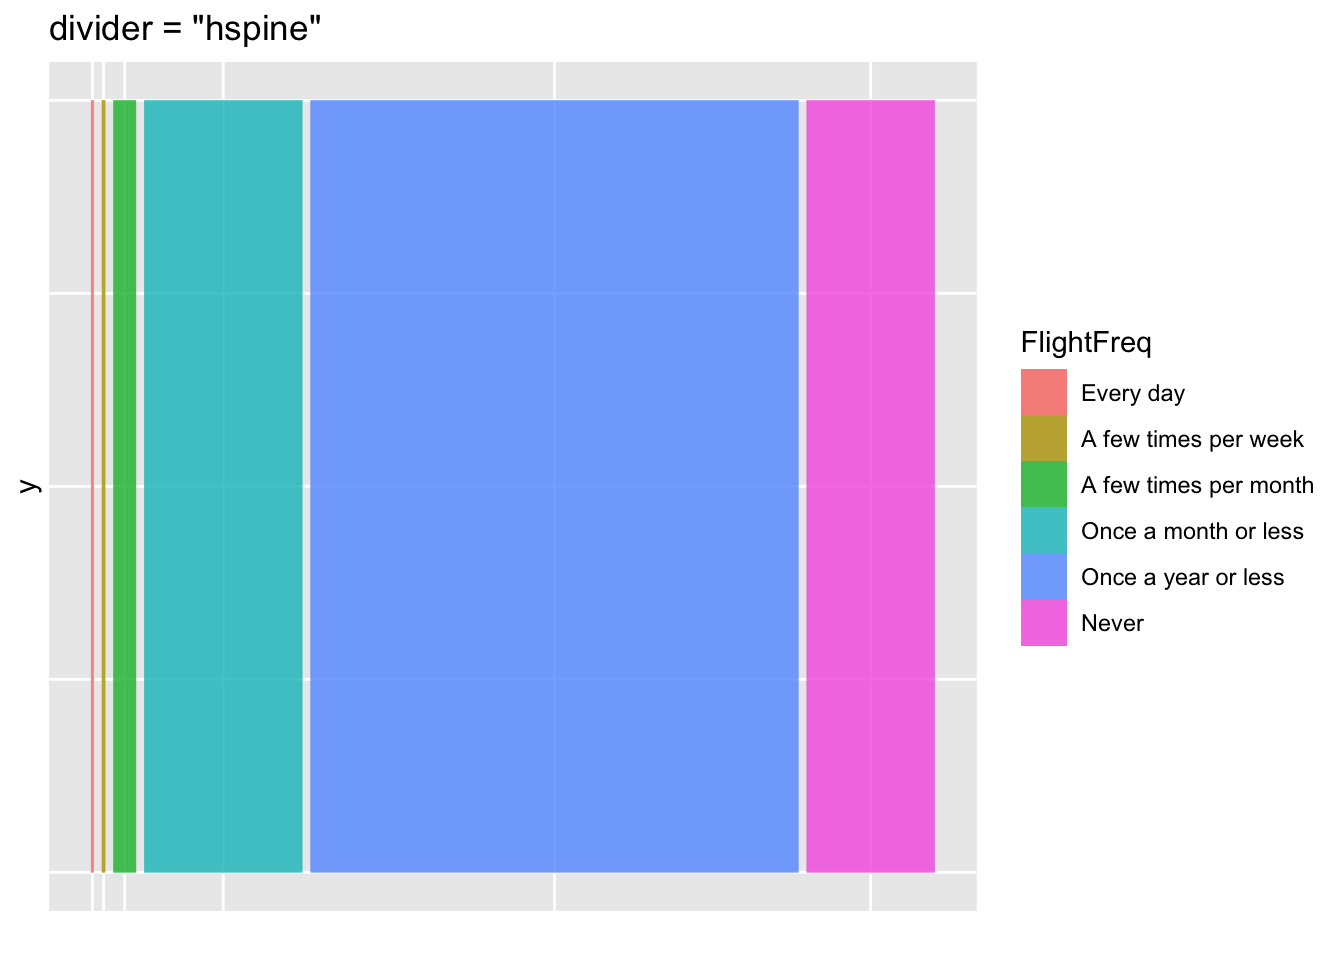 divider = "hspine"
y
FlightFreq
Every day
A few times per week
A few times per month
Once a month or less
Once a year or less
Never